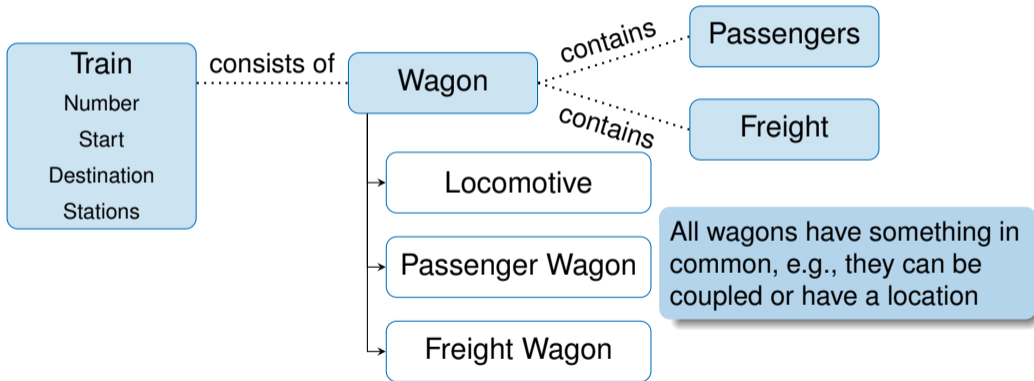 Train
Number
Start
Destination
Stations
consists of
Wagon
contains
contains
Passengers
Freight
Locomotive
Passenger Wagon
Freight Wagon
All wagons have something in
common, e.g., they can be
coupled or have a location